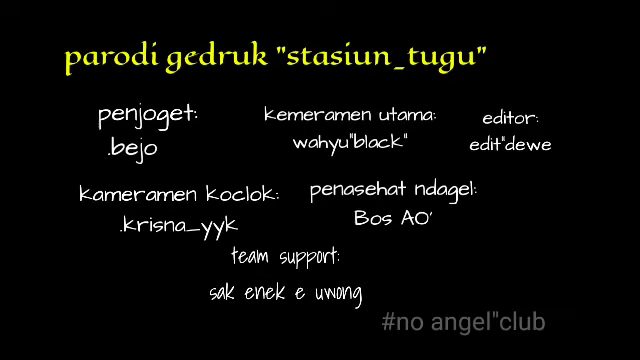 parodi gedruk "stasiun_tugu"
penjoget:
.bejo
kemeramen utama:
wahyu"black"
editor:
edit"dewe
kameramen koclok:
.krisna_yyk
penasehat ndagel:
Bos AO'
team support:
sak enek e uwong
#no angel"club